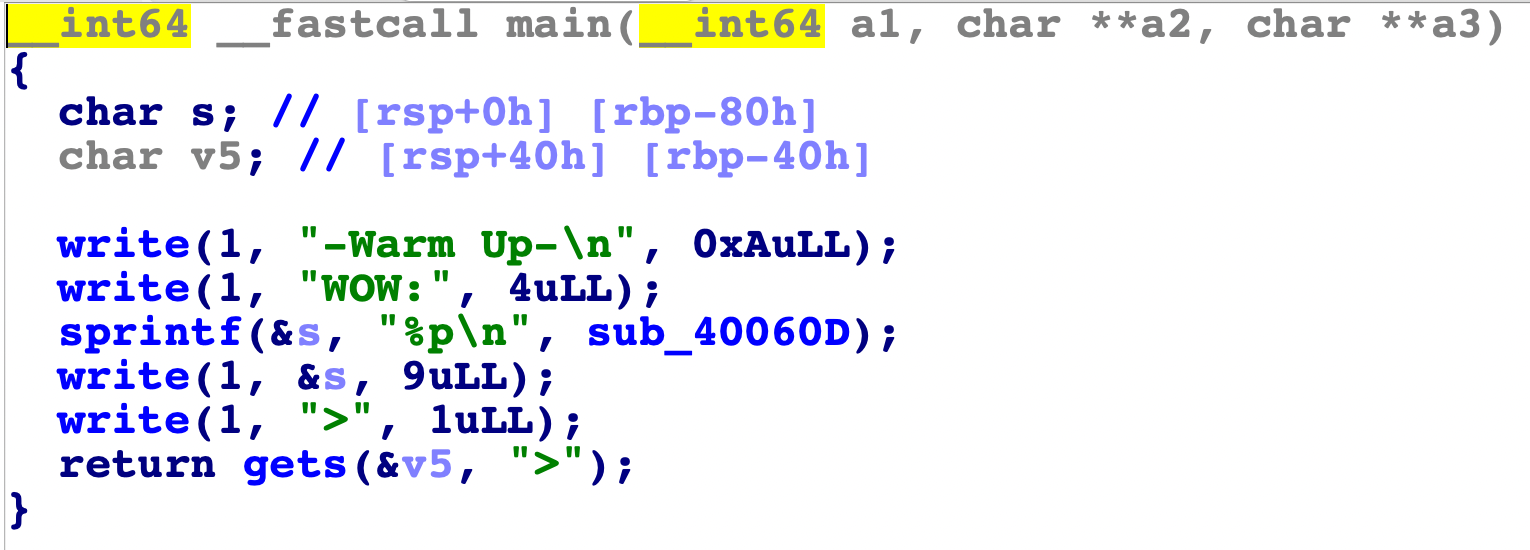 __int64 __fastcall main(__int64 a1, char **a2, char **a3)
{
  char s; // [rsp+0h] [rbp-80h]
  char v5; // [rsp+40h] [rbp-40h]

  write(1, "-Warm Up-\n", 0xAuLL);
  write(1, "WOW:", 4uLL);
  sprintf(&s, "%p\n", sub_40060D);
  write(1, &s, 9uLL);
  write(1, ">", 1uLL);
  return gets(&v5, ">");
}